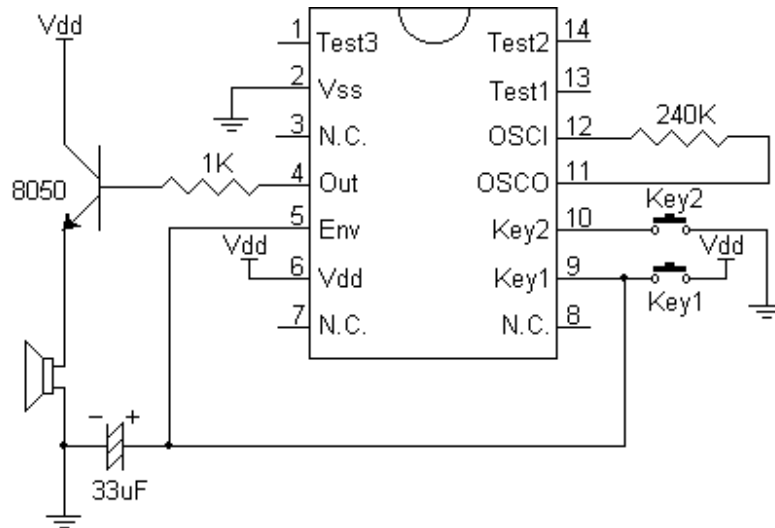 Vdd
1 Test3 Test2 14
2 Vss Test1 13
3 N.C. OSCI 12 240K
1K
8050 4 Out OSCO 11
5 Env Key2 10 Key2
Vdd Vdd
6 Vdd Key1 9
Key1
7 N.C. N.C. 8
- +
33uF